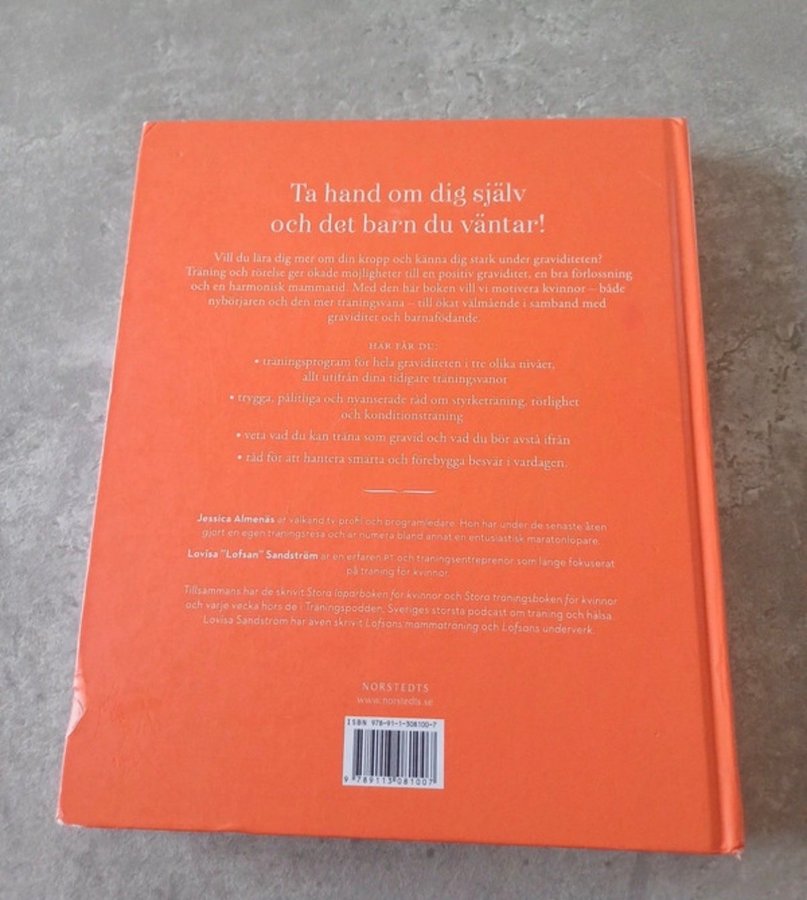 Ta hand om dig själv
och det barn du väntar!
Vill du lära dig mer om din kropp och känna dig stark under graviditeten?
Träning och rörelse ger ökade möjligheter till en positiv graviditet, en bra förlossning
och en harmonisk mammatid. Med den här boken vill vi motivera kvinnor – både
nybörjaren och den mer träningsvana – till ökat välmående i samband med
graviditet och barnafödande.
HÄR FÅR DU:
• träningsprogram för hela graviditeten i tre olika nivåer,
allt utifrån dina tidigare träningsvanor
• trygga, pålitliga och nyanserade råd om styrketräning, rörlighet
och konditionsträning
• veta vad du kan träna som gravid och vad du bör avstå ifrån
• råd för att hantera smärta och förebygga besvär i vardagen.
Jessica Almenäs är välkänd tv-profil och programledare. Hon har under de senaste åren
gjort en egen träningsresa och är numera bland annat en entusiastisk maratonlöpare.
Lovisa "Lofsan" Sandström är en erfaren PT och träningsentreprenör som länge fokuserat
på träning för kvinnor.
Tillsammans har de skrivit Stora löparboken för kvinnor och Stora träningsboken för kvinnor
och varje vecka hörs de i Träningspodden, Sveriges största podcast om träning och hälsa.
Lovisa Sandström har även skrivit Lofsans mammaträning och Lofsans underverk.
NORSTEDTS
www.norstedts.se
ISBN 978-91-1-308100-7
9 789113 081007